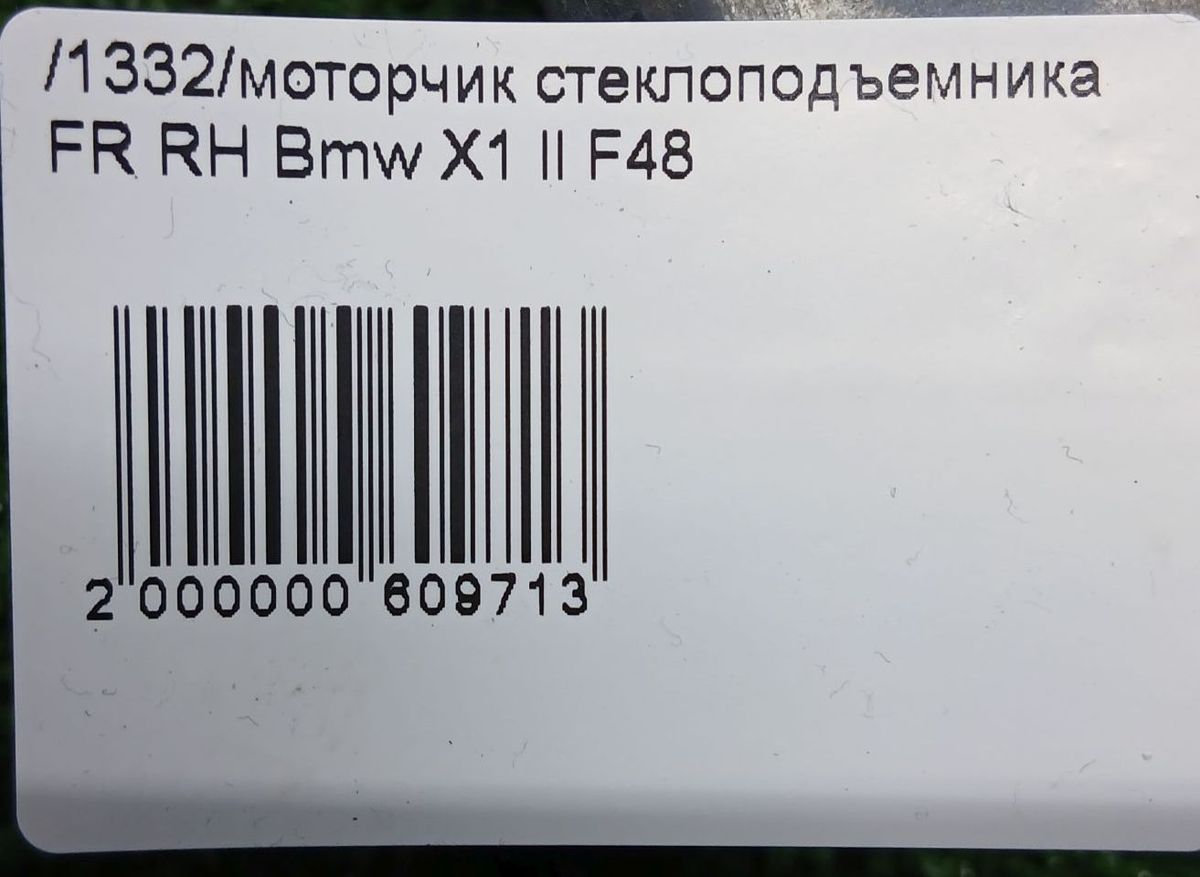 /1332/моторчик стеклоподъемника
FR RH Bmw X1 II F48
2 000000 609713